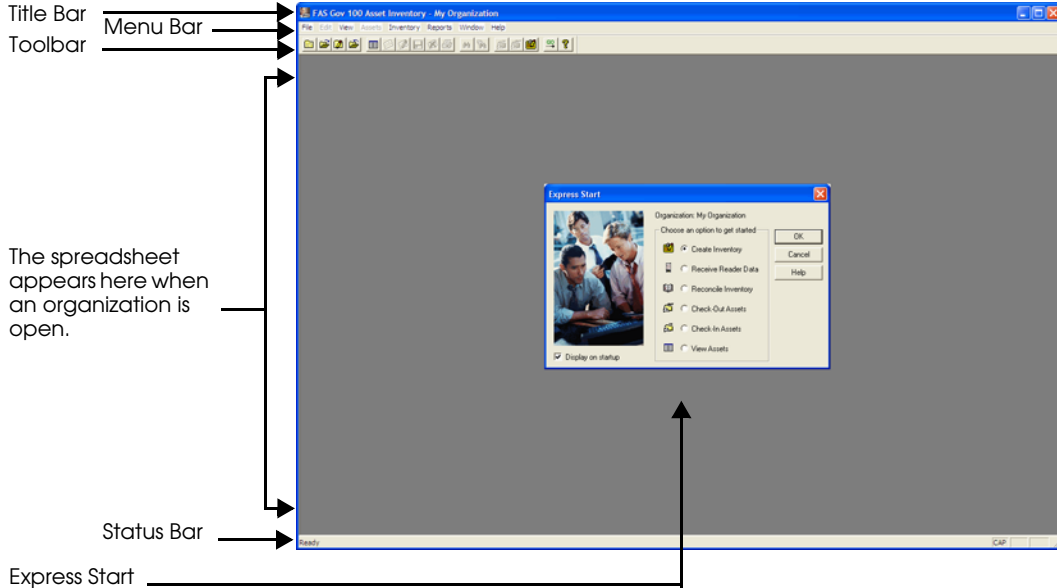 Title Bar
FAS Gov 100 Asset Inventory - My Organization
Menu Bar
File Edit View Assets Inventory Reports Window Help
Toolbar
The spreadsheet
appears here when
an organization is
open.
Express Start
Organization: My Organization
Choose an option to get started
Create Inventory
Receive Reader Data
Reconcile Inventory
Check-Out Assets
Check-In Assets
View Assets
OK
Cancel
Help
Display on startup
Status Bar
Ready
CAP
Express Start